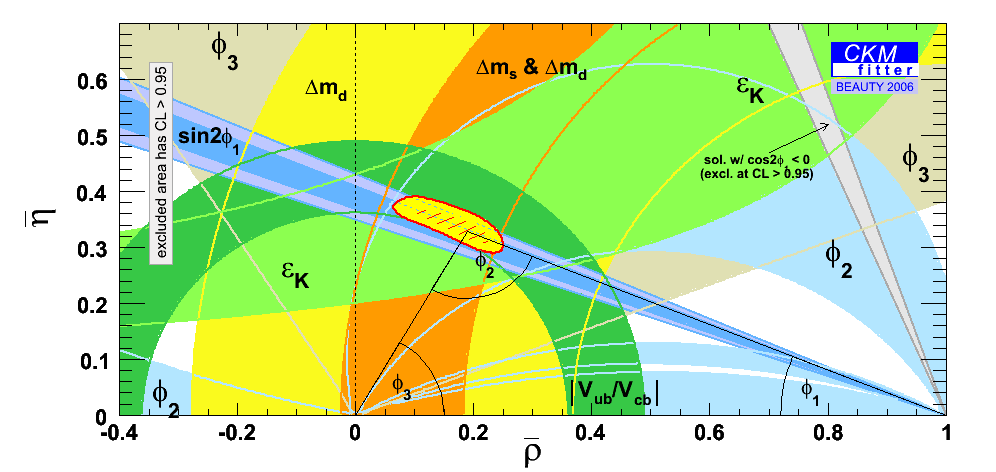 ϕ3
Δmd
Δms & Δmd
CKM
fitter
BEAUTY 2006
εK
sin2ϕ1
excluded area has CL > 0.95
sol. w/ cos2ϕ1 < 0
(excl. at CL > 0.95)
ϕ3
ϕ2
ϕ2
εK
ϕ3
ϕ2
|Vub/Vcb|
ϕ1
0.6
0.5
0.4
0.3
0.2
0.1
0
η̅
-0.4
-0.2
0
0.2
0.4
0.6
0.8
1
ρ̅